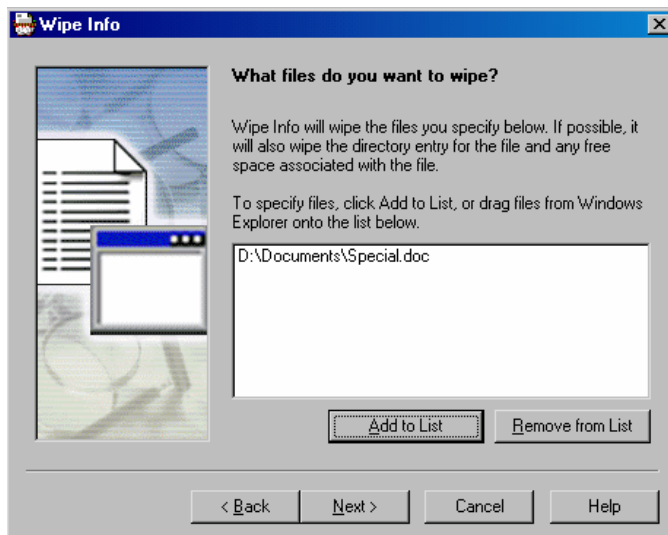 Wipe Info
What files do you want to wipe?
Wipe Info will wipe the files you specify below. If possible, it
will also wipe the directory entry for the file and any free
space associated with the file.
To specify files, click Add to List, or drag files from Windows
Explorer onto the list below.
D:\Documents\Special.doc
Add to List Remove from List
< Back Next > Cancel Help